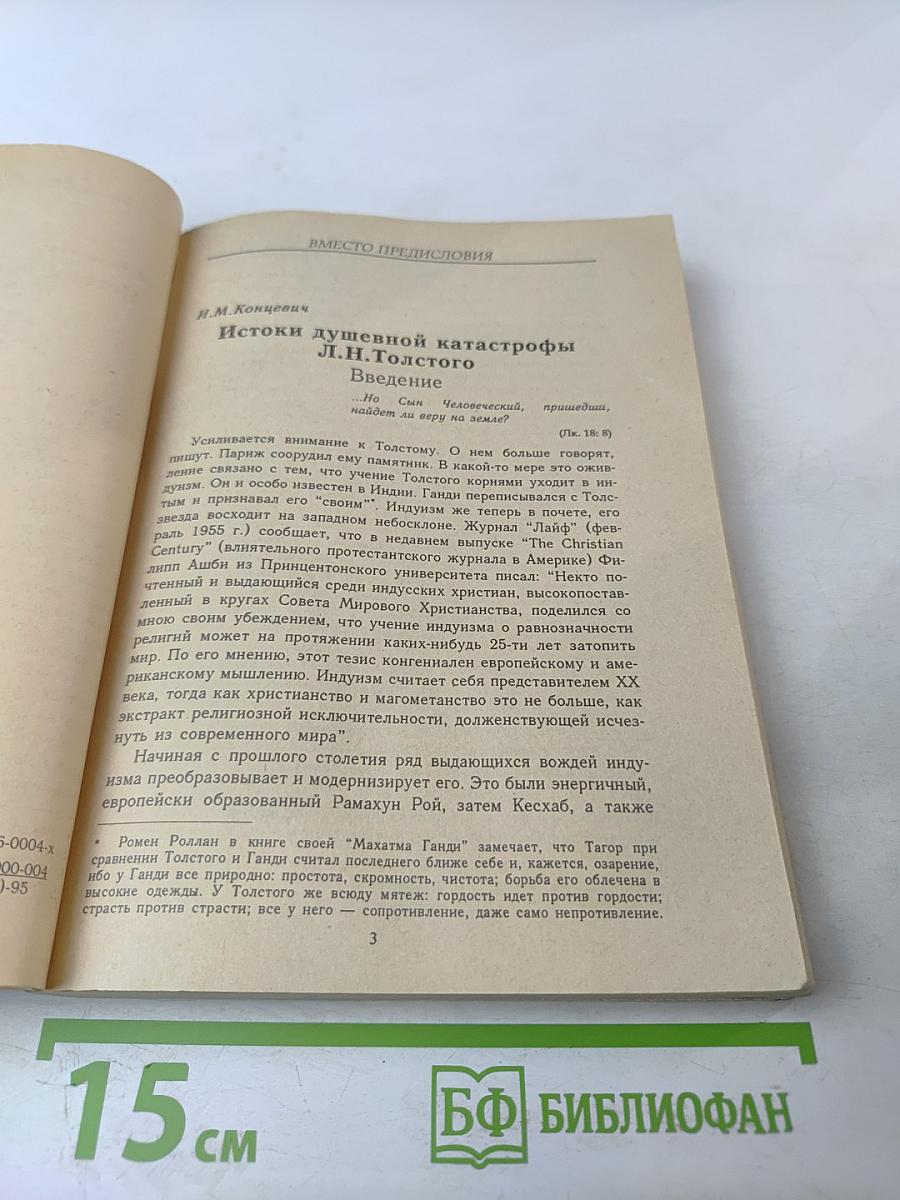 ВМЕСТО ПРЕДИСЛОВИЯ
И.М.Концевич
Истоки душевной катастрофы
Л.Н.Толстого
Введение
...Но Сын Человеческий, пришедши,
найдет ли веру на земле?
(Лк. 18: 8)
Усиливается внимание к Толстому. О нем больше говорят,
пишут. Париж соорудил ему памятник. В какой-то мере это ожив-
ление связано с тем, что учение Толстого корнями уходит в ин-
дуизм. Он и особо известен в Индии. Ганди переписывался с Толс-
тым и признавал его “своим”*. Индуизм же теперь в почете, его
звезда восходит на западном небосклоне. Журнал “Лайф” (фев-
раль 1955 г.) сообщает, что в недавнем выпуске “The Christian
Century” (влиятельного протестантского журнала в Америке) Фи-
липп Ашби из Принцентонского университета писал: “Некто по-
чтенный и выдающийся среди индусских христиан, высокопостав-
ленный в кругах Совета Мирового Христианства, поделился со
мною своим убеждением, что учение индуизма о равнозначности
религий может на протяжении каких-нибудь 25-ти лет затопить
мир. По его мнению, этот тезис конгениален европейскому и аме-
риканскому мышлению. Индуизм считает себя представителем XX
века, тогда как христианство и магометанство это не больше, как
экстракт религиозной исключительности, долженствующей исчез-
нуть из современного мира”.
Начиная с прошлого столетия ряд выдающихся вождей инду-
изма преобразовывает и модернизирует его. Это были энергичный,
европейски образованный Рамахун Рой, затем Кесхаб, а также
* Ромен Роллан в книге своей “Махатма Ганди” замечает, что Тагор при
сравнении Толстого и Ганди считал последнего ближе себе и, кажется, озарение,
ибо у Ганди все природно: простота, скромность, чистота; борьба его облечена в
высокие одежды. У Толстого же всюду мятеж: гордость идет против гордости;
страсть против страсти; все у него — сопротивление, даже само непротивление.
3
6-0004-х
000-004
)-95
15 см
БФ БИБЛИОФАН